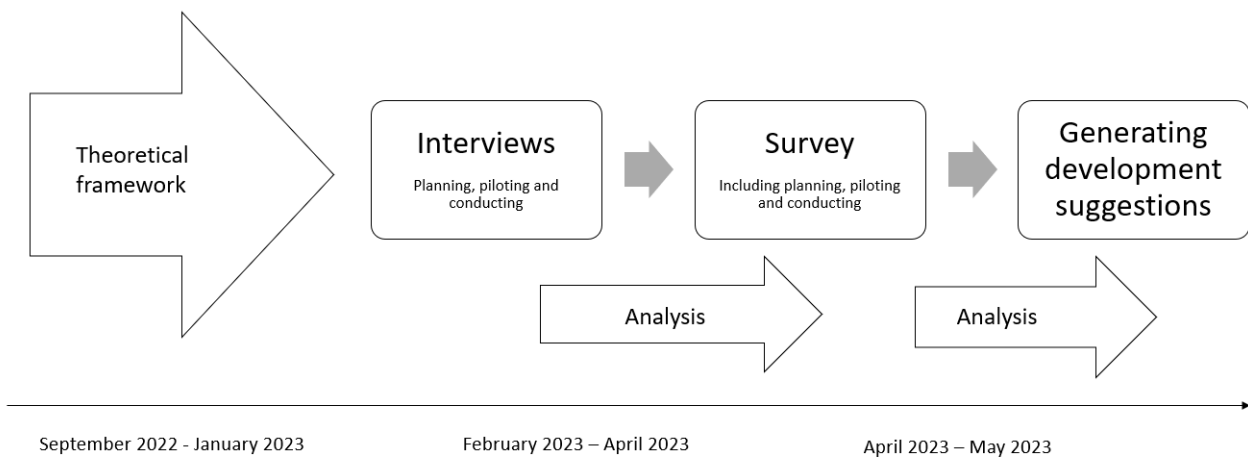 Theoretical
framework
Interviews
Planning, piloting and
conducting
Survey
Including planning, piloting
and conducting
Generating
development
suggestions
Analysis
Analysis
September 2022 - January 2023
February 2023 – April 2023
April 2023 – May 2023